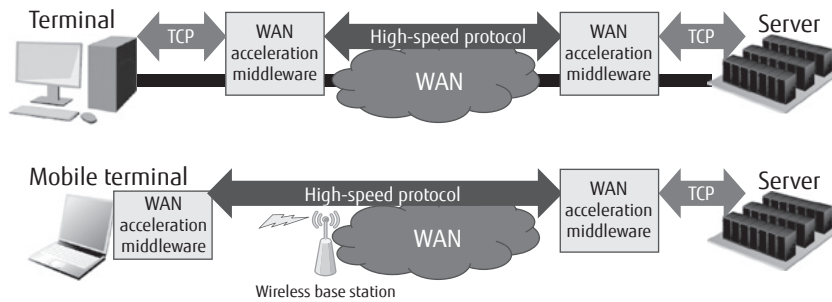 Terminal
TCP
WAN
acceleration
middleware
High-speed protocol
WAN
WAN
acceleration
middleware
TCP
Server
Mobile terminal
WAN
acceleration
middleware
High-speed protocol
WAN
Wireless base station
WAN
acceleration
middleware
TCP
Server